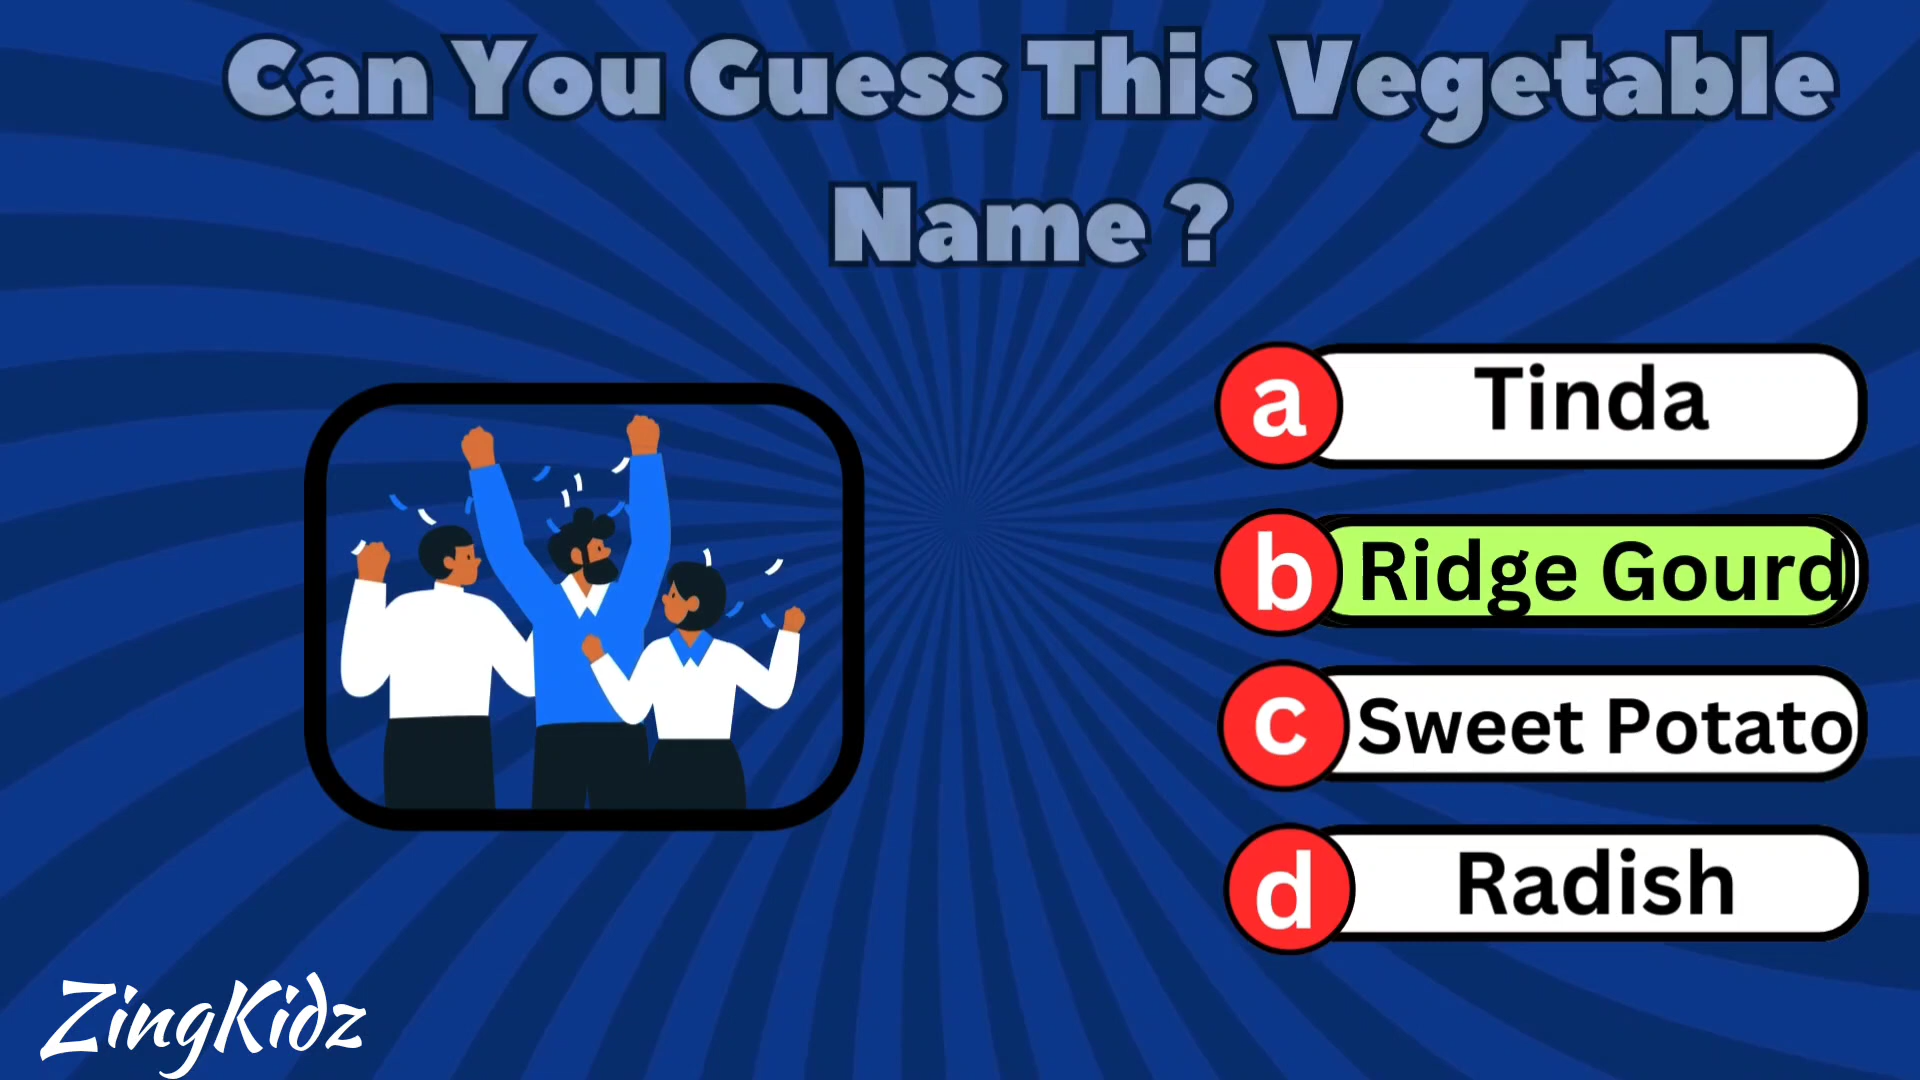 Can You Guess This Vegetable
Name ?
a Tinda
b Ridge Gourd
c Sweet Potato
d Radish
ZingKidz